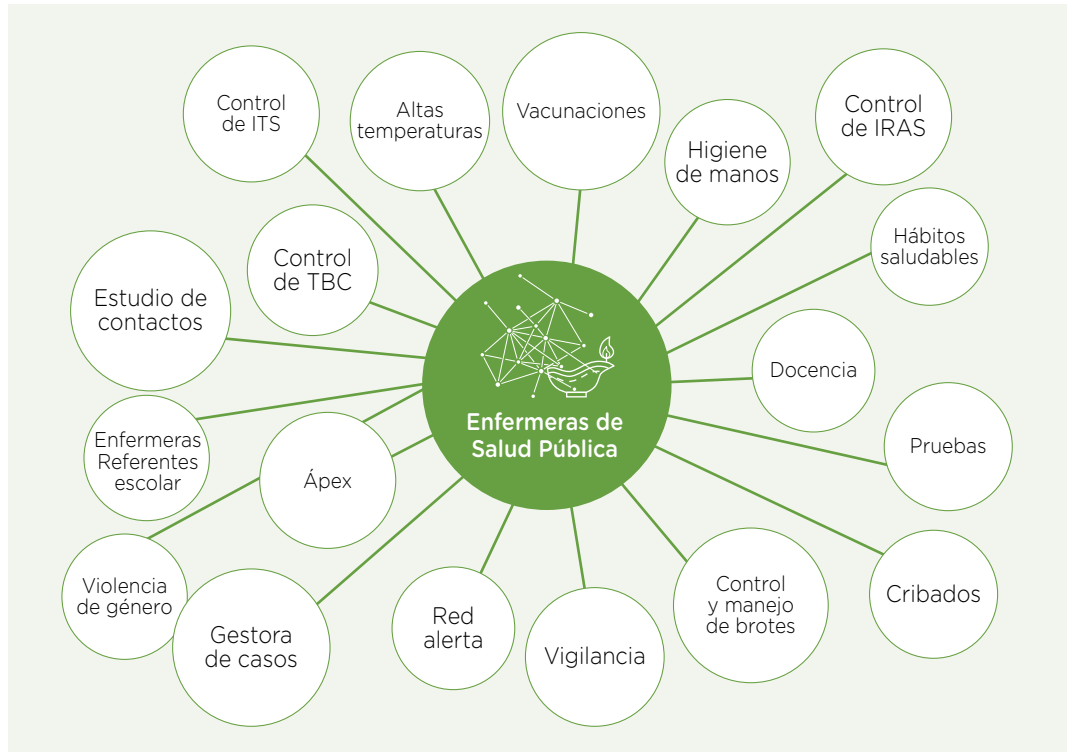 Control
de ITS
Altas
temperaturas
Vacunaciones
Higiene
de manos
Control
de IRAS
Hábitos
saludables
Control
de TBC
Estudio de
contactos
Docencia
Enfermeras de
Salud Pública
Pruebas
Enfermeras
Referentes
escolar
Ápex
Violencia
de género
Gestora
de casos
Red
alerta
Vigilancia
Control
y manejo
de brotes
Cribados